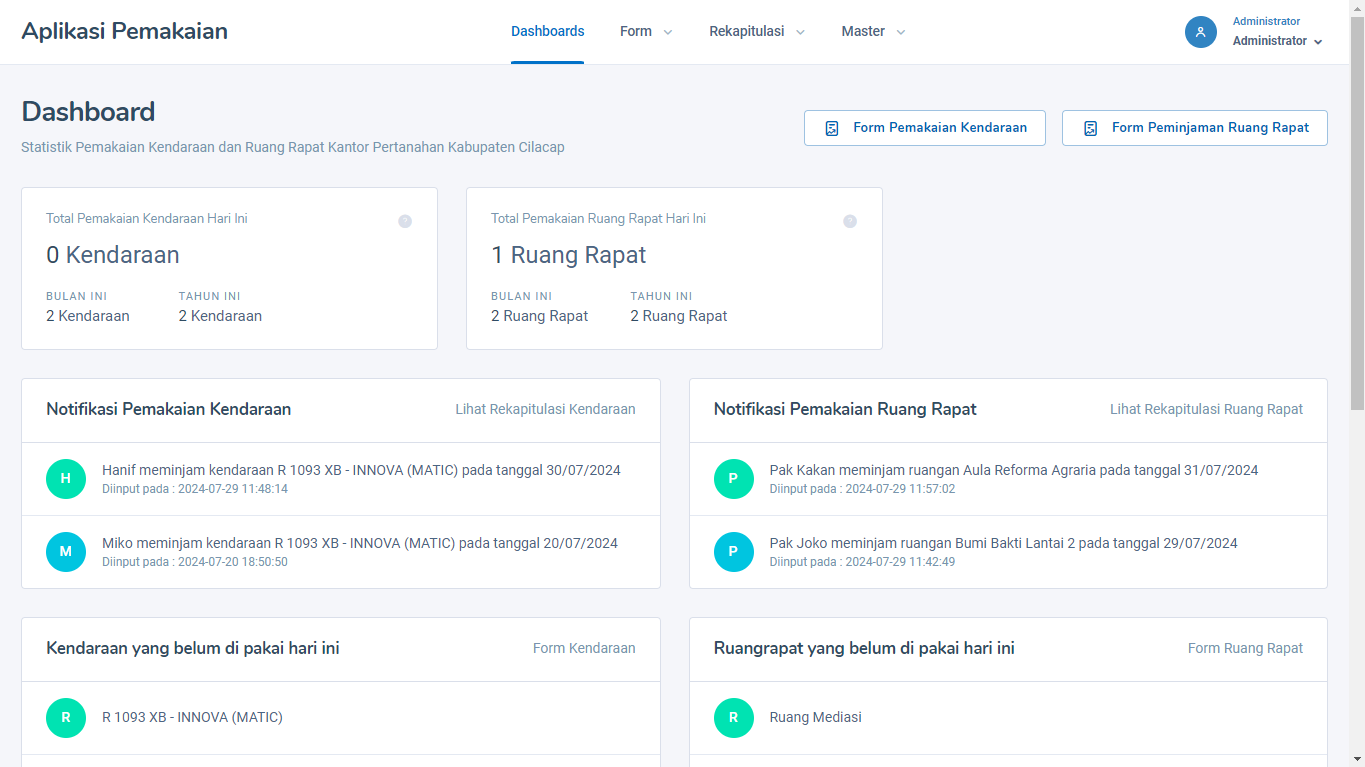 Aplikasi Pemakaian
Dashboards
Form
Rekapitulasi
Master
Administrator
Administrator
Dashboard
Statistik Pemakaian Kendaraan dan Ruang Rapat Kantor Pertanahan Kabupaten Cilacap
Form Pemakaian Kendaraan
Form Peminjaman Ruang Rapat
Total Pemakaian Kendaraan Hari Ini
?
0 Kendaraan
BULAN INI
TAHUN INI
2 Kendaraan
2 Kendaraan
Total Pemakaian Ruang Rapat Hari Ini
?
1 Ruang Rapat
BULAN INI
TAHUN INI
2 Ruang Rapat
2 Ruang Rapat
Notifikasi Pemakaian Kendaraan
Lihat Rekapitulasi Kendaraan
H
Hanif meminjam kendaraan R 1093 XB - INNOVA (MATIC) pada tanggal 30/07/2024
Diinput pada : 2024-07-29 11:48:14
M
Miko meminjam kendaraan R 1093 XB - INNOVA (MATIC) pada tanggal 20/07/2024
Diinput pada : 2024-07-20 18:50:50
Notifikasi Pemakaian Ruang Rapat
Lihat Rekapitulasi Ruang Rapat
P
Pak Kakan meminjam ruangan Aula Reforma Agraria pada tanggal 31/07/2024
Diinput pada : 2024-07-29 11:57:02
P
Pak Joko meminjam ruangan Bumi Bakti Lantai 2 pada tanggal 29/07/2024
Diinput pada : 2024-07-29 11:42:49
Kendaraan yang belum di pakai hari ini
Form Kendaraan
R
R 1093 XB - INNOVA (MATIC)
Ruangrapat yang belum di pakai hari ini
Form Ruang Rapat
R
Ruang Mediasi